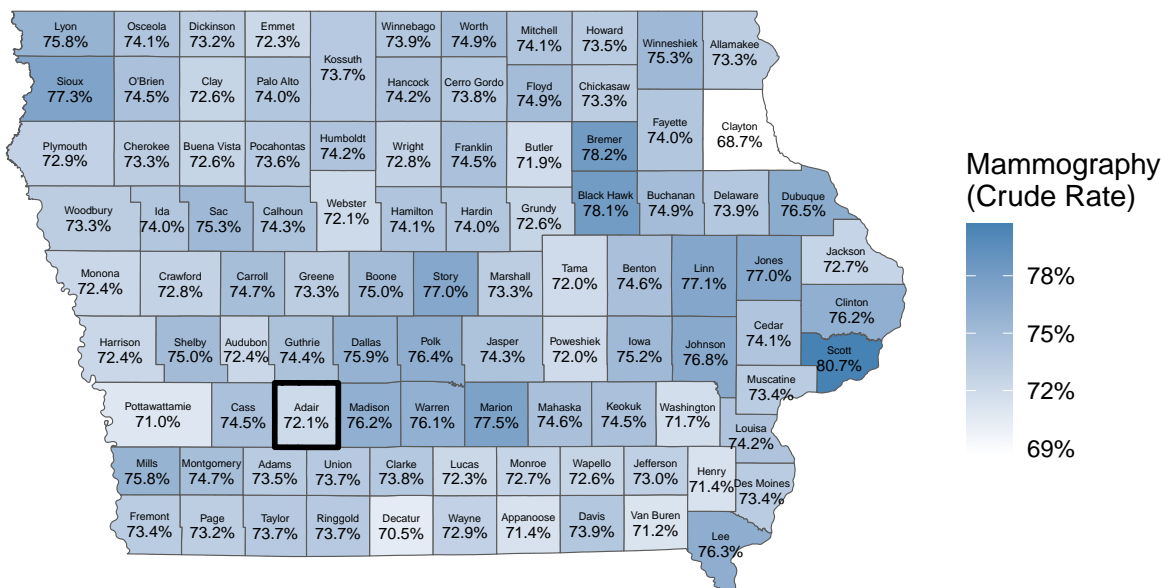 Lyon
75.8%
Osceola
74.1%
Dickinson
73.2%
Emmet
72.3%
Kossuth
73.7%
Winnebago
73.9%
Worth
74.9%
Mitchell
74.1%
Howard
73.5%
Winneshiek
75.3%
Allamakee
73.3%
Sioux
77.3%
O'Brien
74.5%
Clay
72.6%
Palo Alto
74.0%
Hancock
74.2%
Cerro Gordo
73.8%
Floyd
74.9%
Chickasaw
73.3%
Fayette
74.0%
Clayton
68.7%
Plymouth
72.9%
Cherokee
73.3%
Buena Vista
72.6%
Pocahontas
73.6%
Humboldt
74.2%
Wright
72.8%
Franklin
74.5%
Butler
71.9%
Bremer
78.2%
Woodbury
73.3%
Ida
74.0%
Sac
75.3%
Calhoun
74.3%
Webster
72.1%
Hamilton
74.1%
Hardin
74.0%
Grundy
72.6%
Black Hawk
78.1%
Buchanan
74.9%
Delaware
73.9%
Dubuque
76.5%
Monona
72.4%
Crawford
72.8%
Carroll
74.7%
Greene
73.3%
Boone
75.0%
Story
77.0%
Marshall
73.3%
Tama
72.0%
Benton
74.6%
Linn
77.1%
Jones
77.0%
Jackson
72.7%
Clinton
76.2%
Harrison
72.4%
Shelby
75.0%
Audubon
72.4%
Guthrie
74.4%
Dallas
75.9%
Polk
76.4%
Jasper
74.3%
Poweshiek
72.0%
Iowa
75.2%
Johnson
76.8%
Cedar
74.1%
Scott
80.7%
Muscatine
73.4%
Pottawattamie
71.0%
Cass
74.5%
Adair
72.1%
Madison
76.2%
Warren
76.1%
Marion
77.5%
Mahaska
74.6%
Keokuk
74.5%
Washington
71.7%
Louisa
74.2%
Mills
75.8%
Montgomery
74.7%
Adams
73.5%
Union
73.7%
Clarke
73.8%
Lucas
72.3%
Monroe
72.7%
Wapello
72.6%
Jefferson
73.0%
Henry
71.4%
Des Moines
73.4%
Fremont
73.4%
Page
73.2%
Taylor
73.7%
Ringgold
73.7%
Decatur
70.5%
Wayne
72.9%
Appanoose
71.4%
Davis
73.9%
Van Buren
71.2%
Lee
76.3%
Mammography
(Crude Rate)
78%
75%
72%
69%